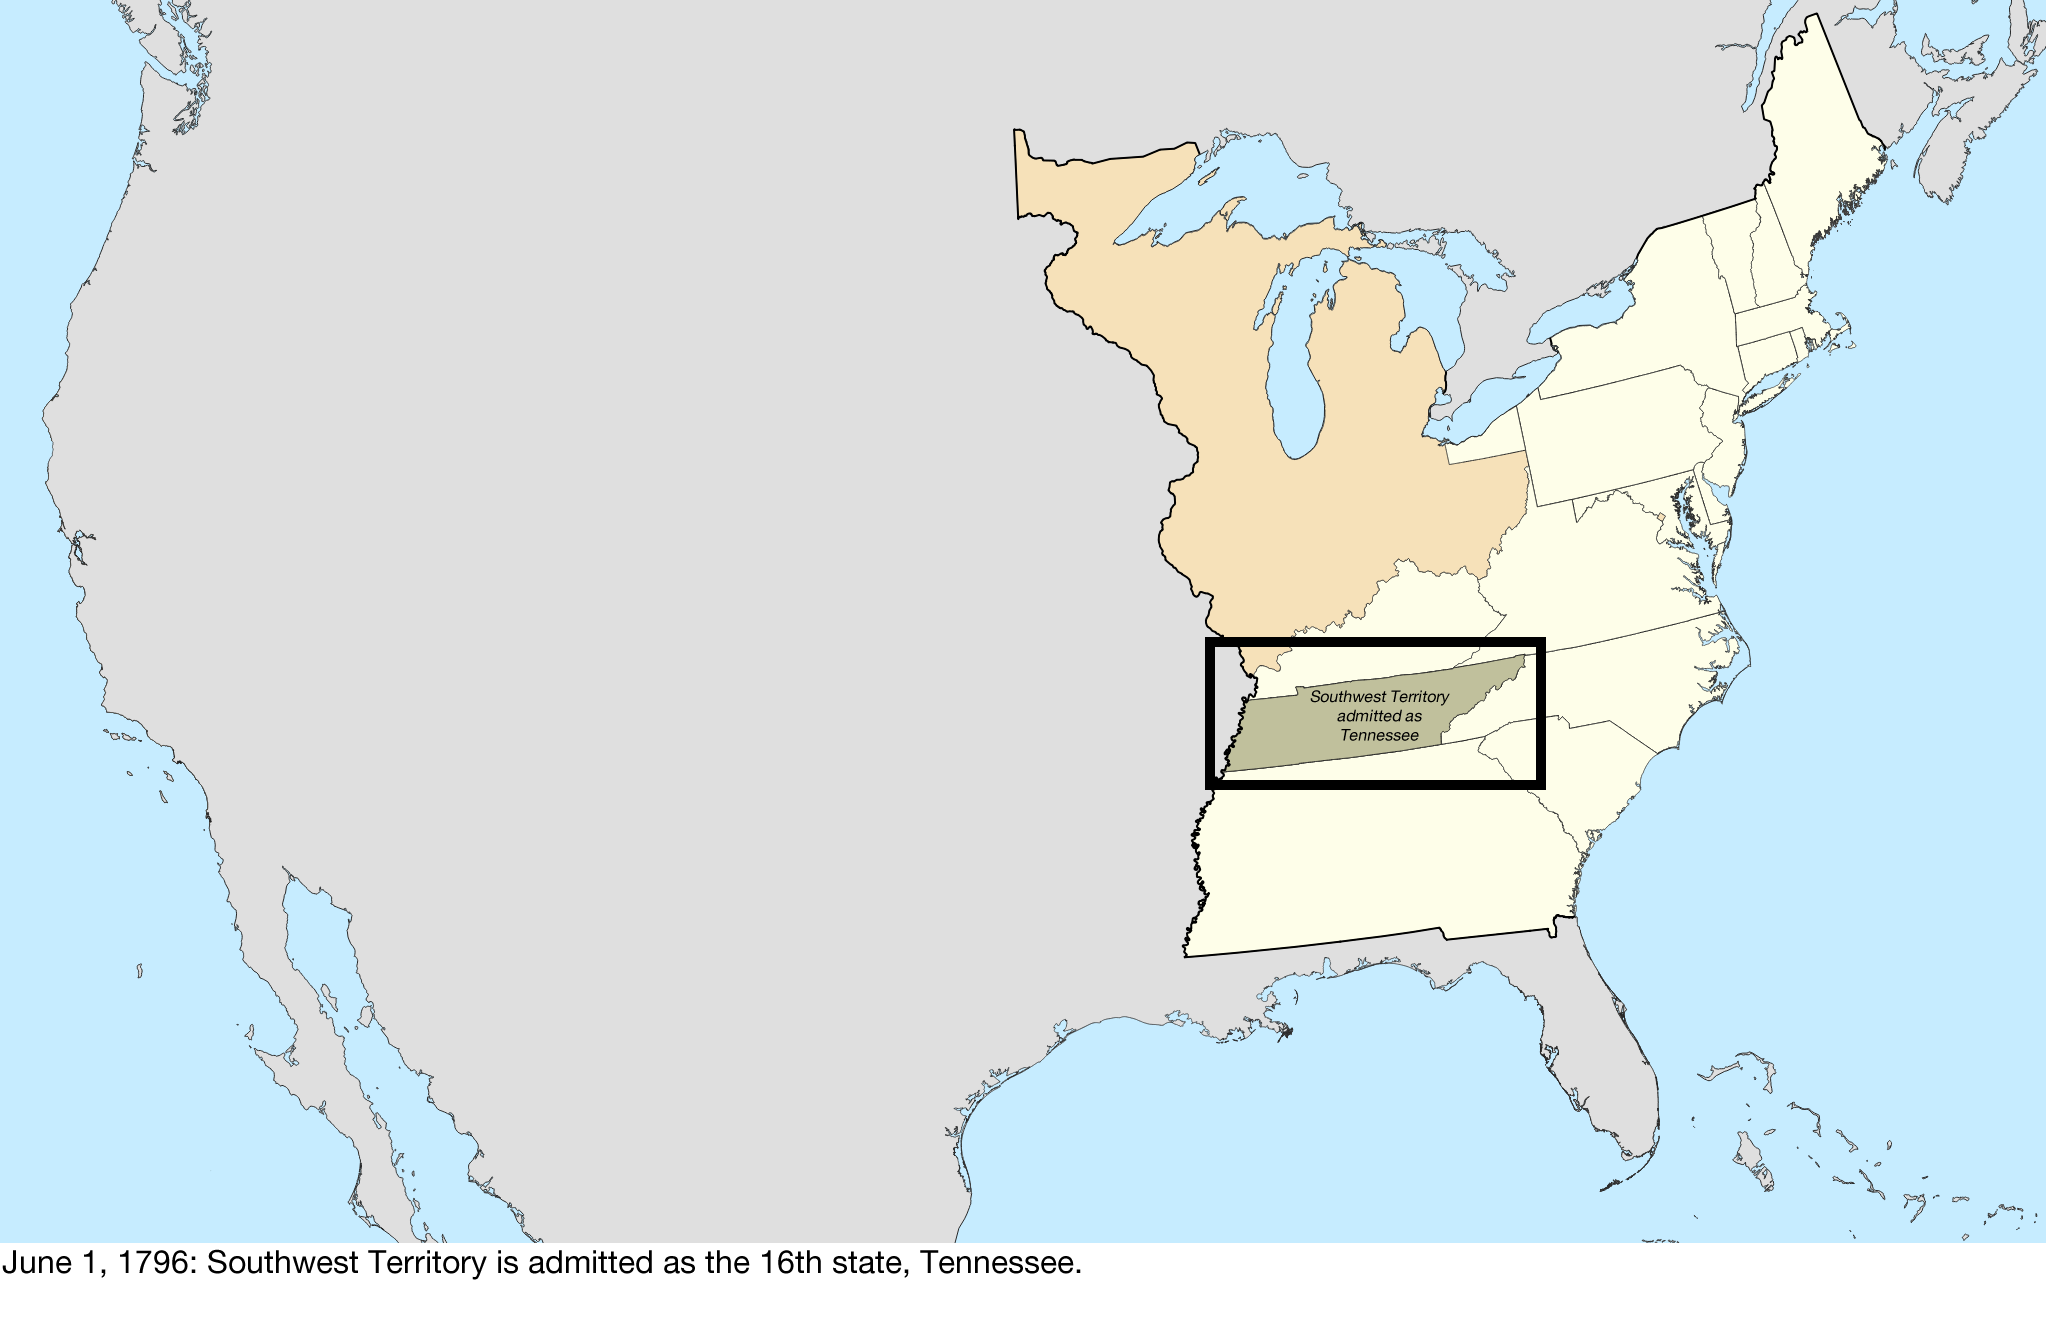 Southwest Territory
admitted as
Tennessee
June 1, 1796: Southwest Territory is admitted as the 16th state, Tennessee.